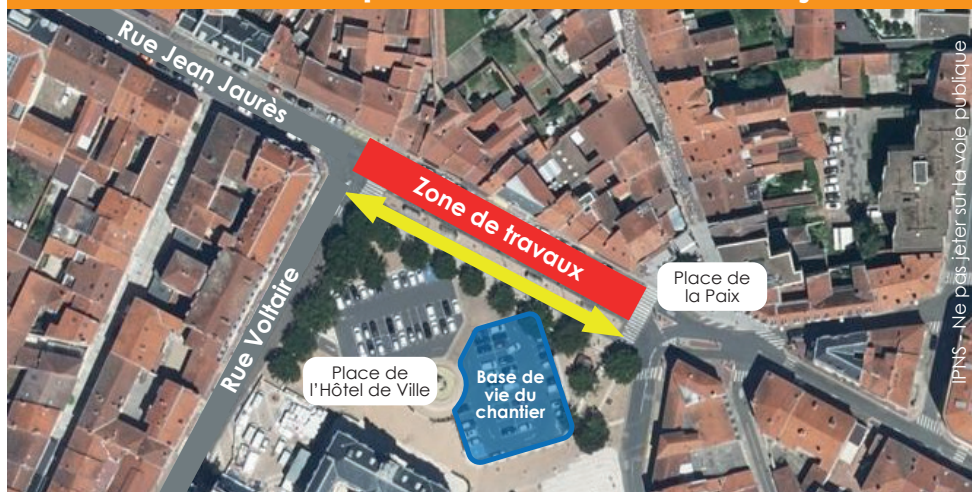 Rue Jean Jaurès
Zone de travaux
Rue Voltaire
Place de
la Paix
Place de
l'Hôtel de Ville
Base de
vie du
chantier
IPNS - Ne pas jeter sur la voie publique